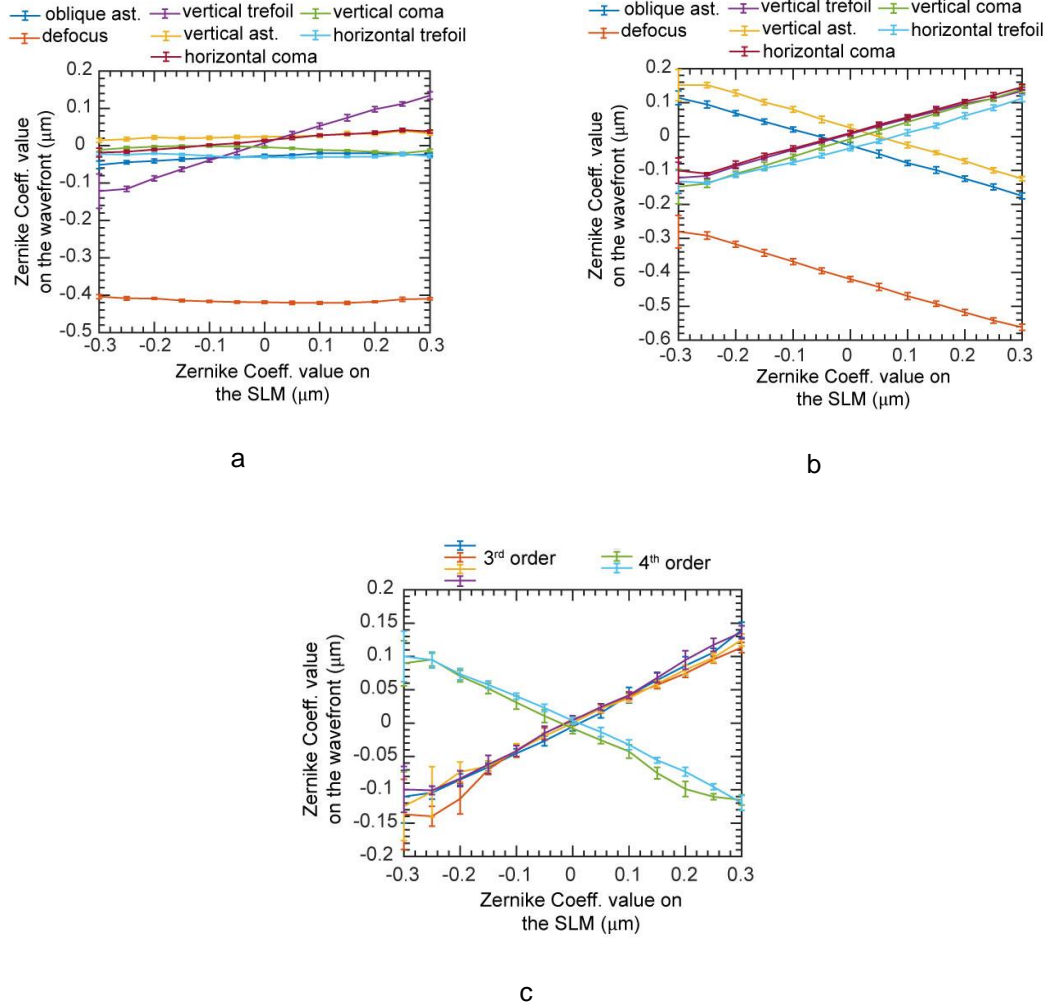 oblique ast. vertical trefoil vertical coma
defocus vertical ast. horizontal trefoil
horizontal coma
0.2
0.1
0
-0.1
-0.2
-0.3
-0.4
-0.5
Zernike Coeff. value
on the wavefront (μm)
-0.3 -0.2 -0.1 0 0.1 0.2 0.3
Zernike Coeff. value on
the SLM (μm)
a
oblique ast. vertical trefoil vertical coma
defocus vertical ast. horizontal trefoil
horizontal coma
0.2
0.1
0
-0.1
-0.2
-0.3
-0.4
-0.5
-0.6
Zernike Coeff. value
on the wavefront (μm)
-0.3 -0.2 -0.1 0 0.1 0.2 0.3
Zernike Coeff. value on
the SLM (μm)
b
3rd order 4th order
0.2
0.15
0.1
0.05
0
-0.05
-0.1
-0.15
-0.2
Zernike Coeff. value
on the wavefront (μm)
-0.3 -0.2 -0.1 0 0.1 0.2 0.3
Zernike Coeff. value on
the SLM (μm)
c